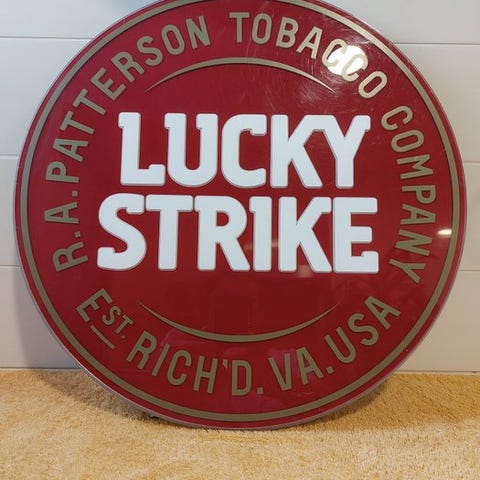 R.A.PATTERSON TOBACCO COMPANY
LUCKY
STRIKE
EST. RICH'D. VA. USA